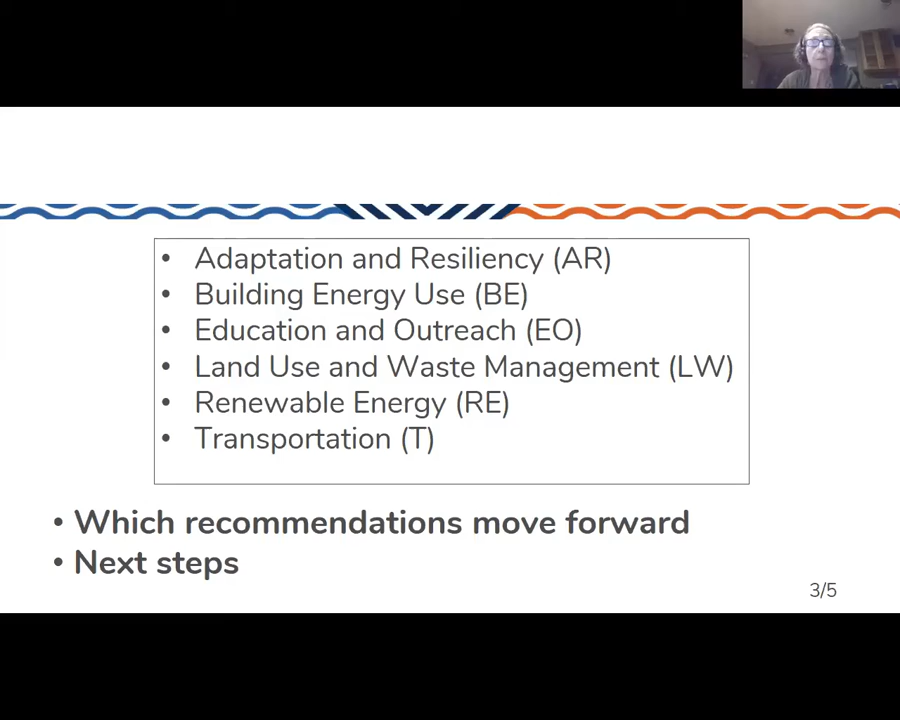 • Adaptation and Resiliency (AR)
• Building Energy Use (BE)
• Education and Outreach (EO)
• Land Use and Waste Management (LW)
• Renewable Energy (RE)
• Transportation (T)
• Which recommendations move forward
• Next steps
3/5